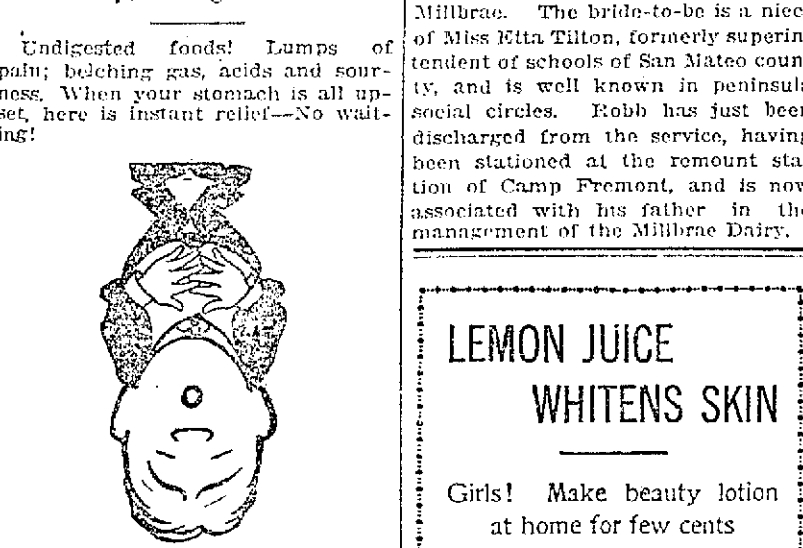 Undigested foods! Lumps of
pain; belching gas, acids and sour-
ness. When your stomach is all up-
set, here is instant relief—No wait-
ing!
Millbrae. The bride-to-be is a niec
of Miss Etta Tilton, formerly superin
tendent of schools of San Mateo coun
ty, and is well known in peninsula
social circles. Robb has just been
discharged from the service, having
been stationed at the remount sta
tion of Camp Fremont, and is now
associated with his father in the
management of the Millbrae Dairy.
LEMON JUICE
WHITENS SKIN
Girls! Make beauty lotion
at home for few cents